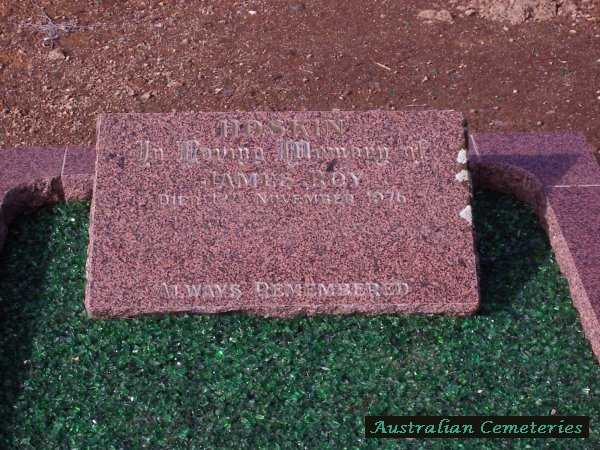 HOSKIN
In Loving Memory of
JAMES ROY
DIED NOVEMBER 1976
ALWAYS REMEMBERED
Australian Cemeteries